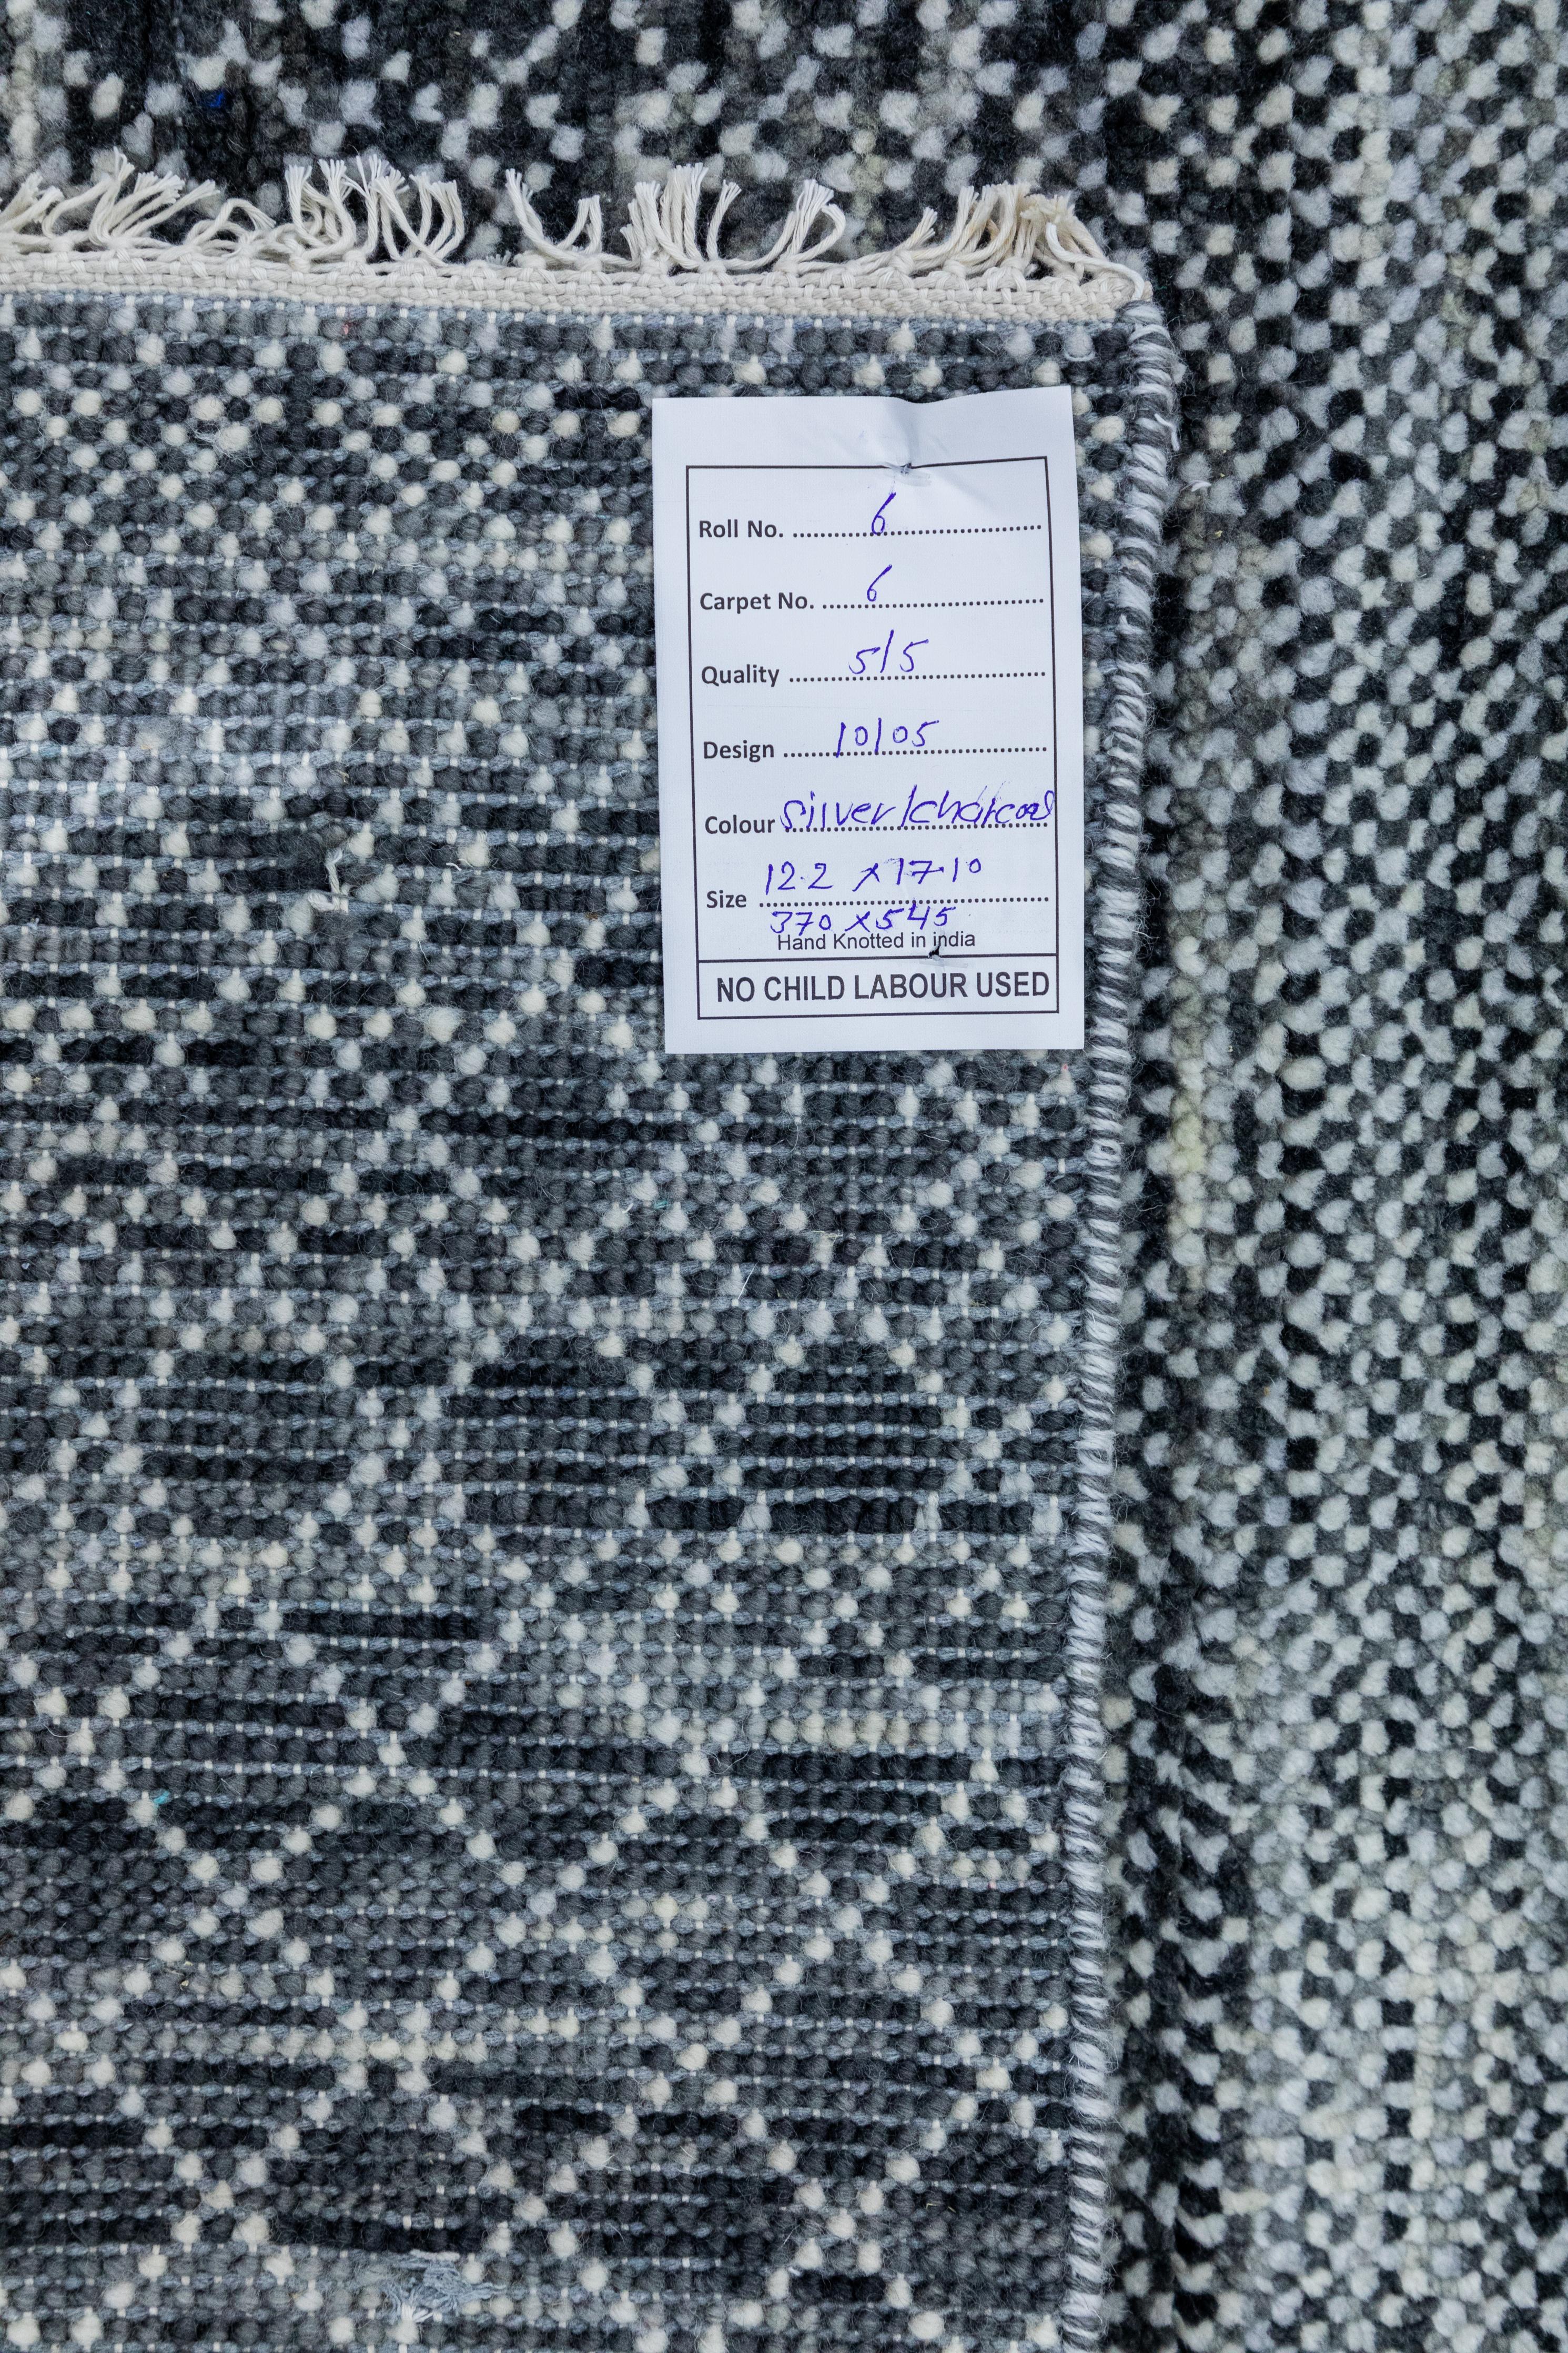 Roll No. 6
Carpet No. 6
Quality 5/5
Design 10/05
Colour Silver/charcoal
Size 12.2 x 17.10
370 x 545
Hand Knotted in india
NO CHILD LABOUR USED